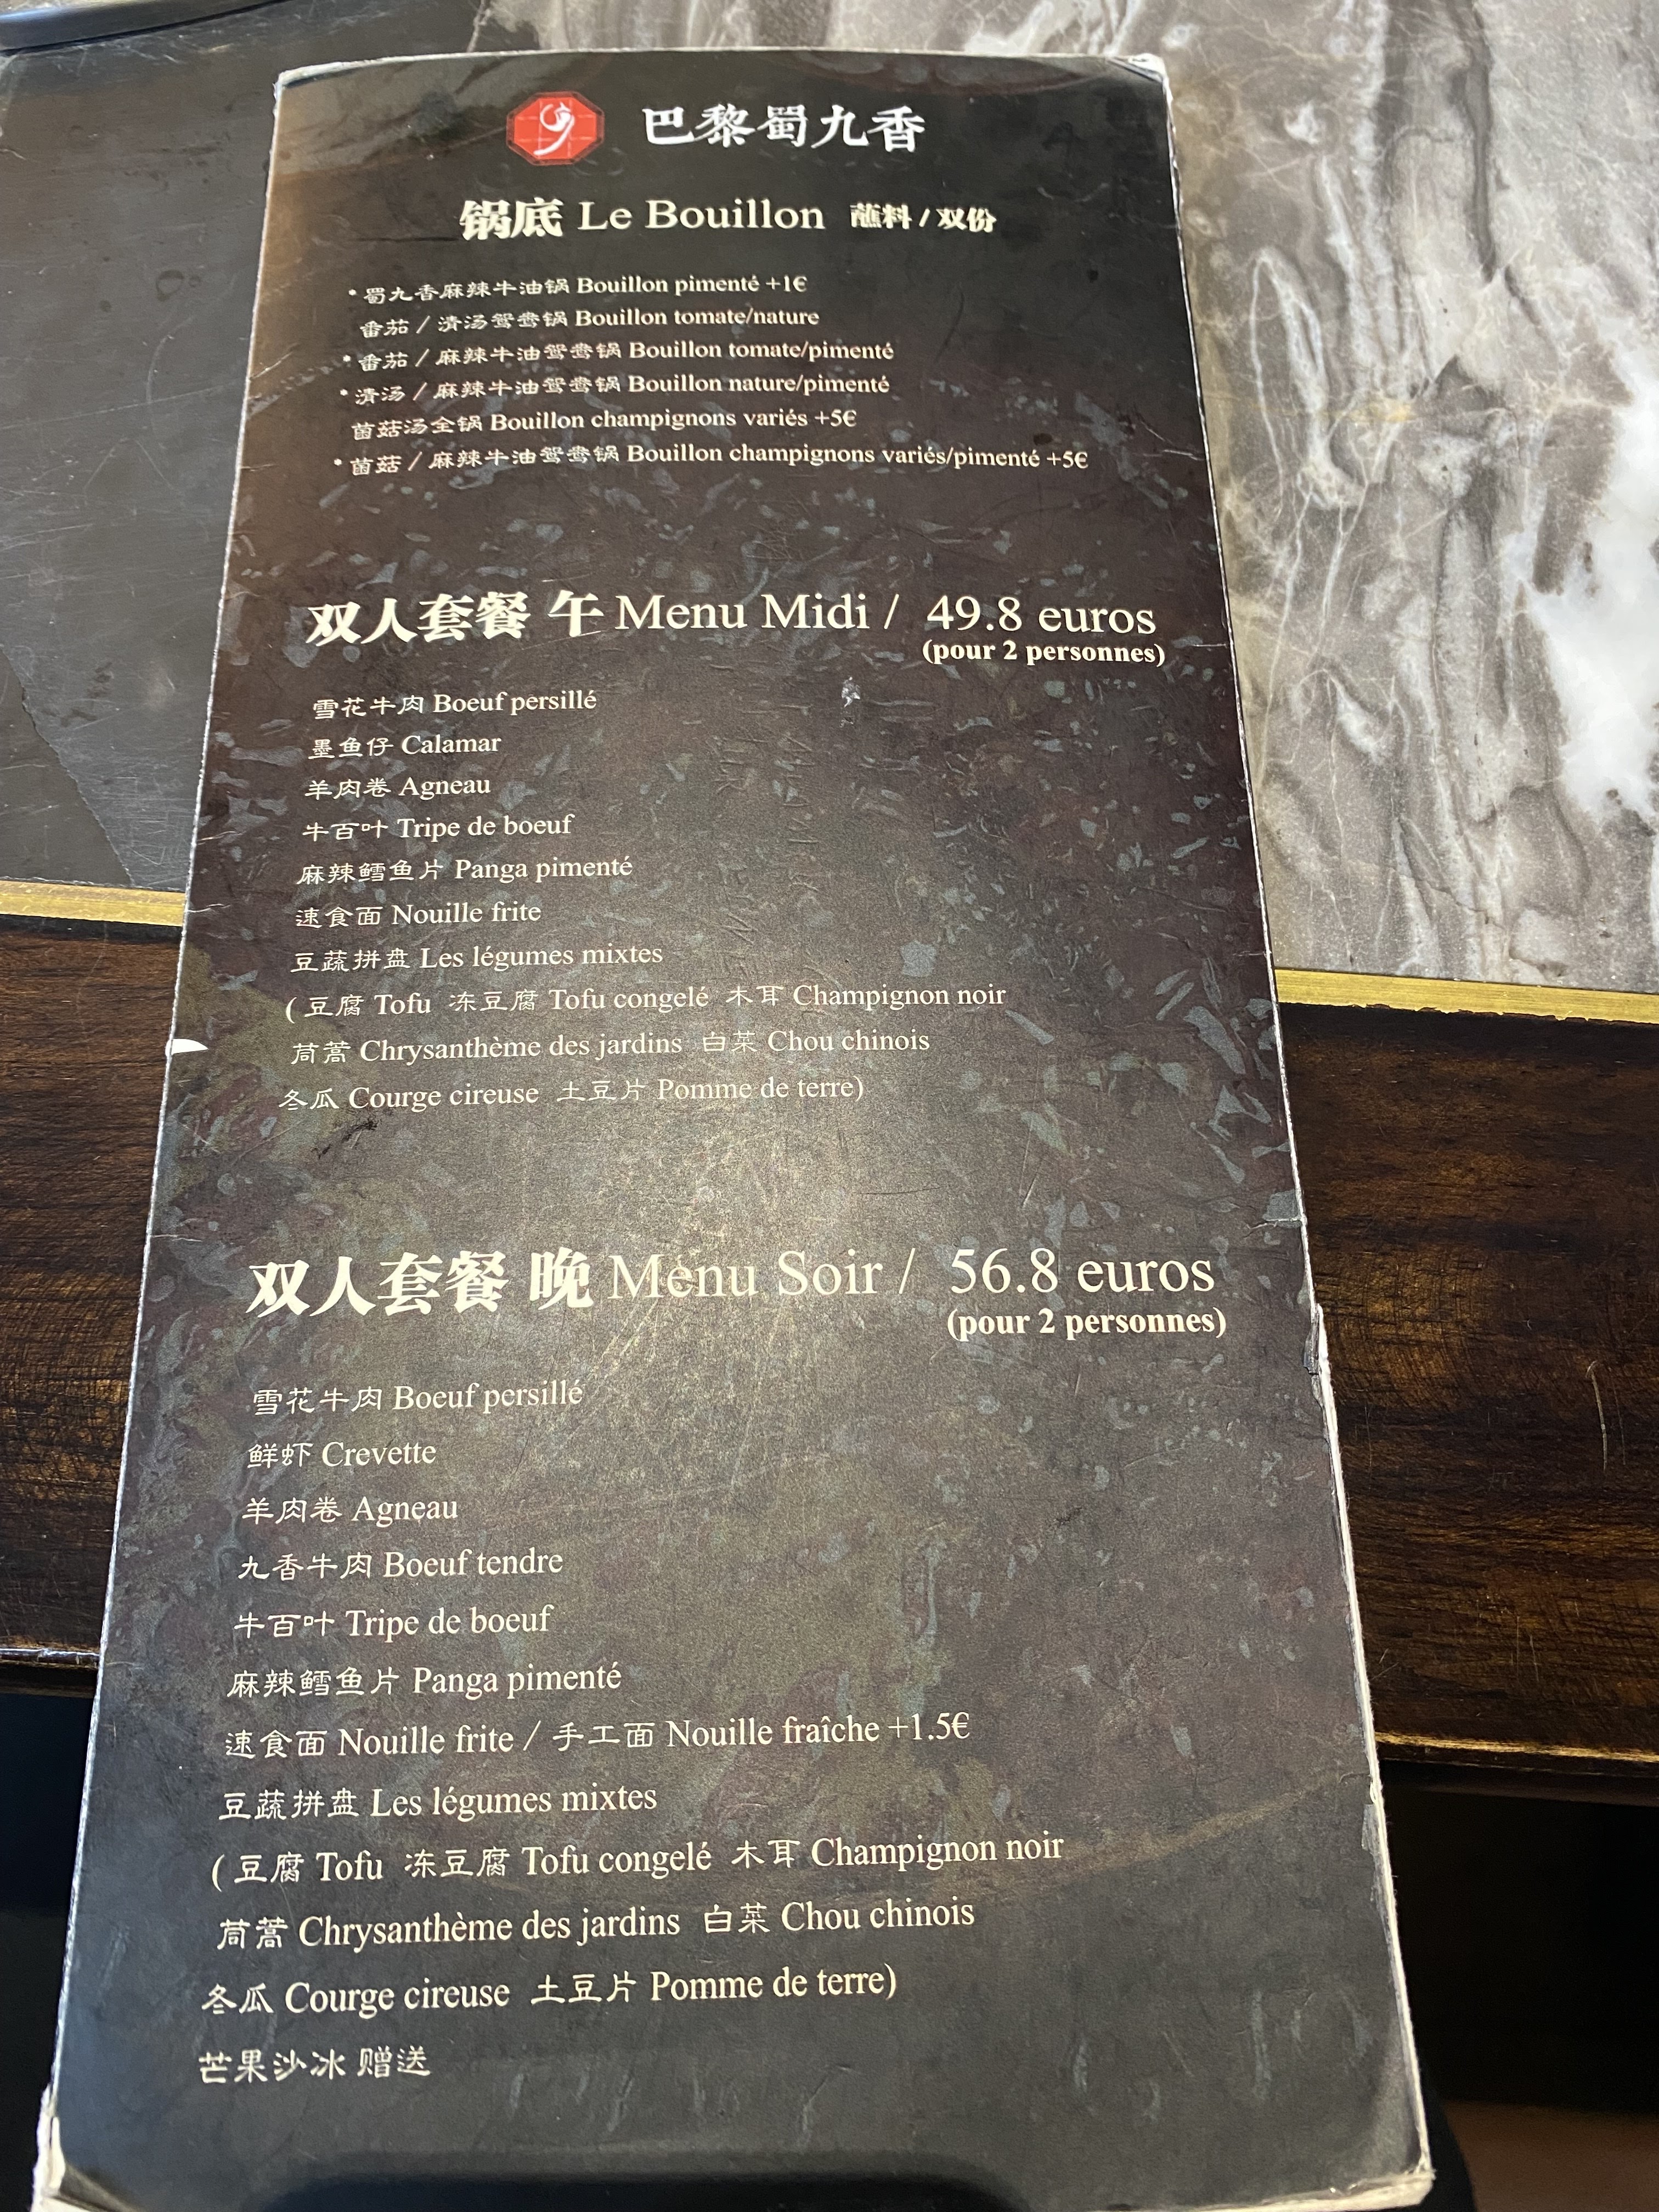 巴黎蜀九香
锅底 Le Bouillon 蘸料 / 双份
* 蜀九香麻辣牛油锅 Bouillon pimenté +1€
番茄 / 清汤鸳鸯锅 Bouillon tomate/nature
* 番茄 / 麻辣牛油鸳鸯锅 Bouillon tomate/pimenté
* 清汤 / 麻辣牛油鸳鸯锅 Bouillon nature/pimenté
菌菇汤全锅 Bouillon champignons variés +5€
* 菌菇 / 麻辣牛油鸳鸯锅 Bouillon champignons variés/pimenté +5€
双人套餐 午 Menu Midi / 49.8 euros
(pour 2 personnes)
雪花牛肉 Boeuf persillé
墨鱼仔 Calamar
羊肉卷 Agneau
牛百叶 Tripe de boeuf
麻辣鳕鱼片 Panga pimenté
速食面 Nouille frite
豆蔬拼盘 Les légumes mixtes
( 豆腐 Tofu 冻豆腐 Tofu congelé 木耳 Champignon noir
茼蒿 Chrysanthème des jardins 白菜 Chou chinois
冬瓜 Courge cireuse 土豆片 Pomme de terre)
双人套餐 晚 Menu Soir / 56.8 euros
(pour 2 personnes)
雪花牛肉 Boeuf persillé
鲜虾 Crevette
羊肉卷 Agneau
九香牛肉 Boeuf tendre
牛百叶 Tripe de boeuf
麻辣鳕鱼片 Panga pimenté
速食面 Nouille frite / 手工面 Nouille fraîche +1.5€
豆蔬拼盘 Les légumes mixtes
( 豆腐 Tofu 冻豆腐 Tofu congelé 木耳 Champignon noir
茼蒿 Chrysanthème des jardins 白菜 Chou chinois
冬瓜 Courge cireuse 土豆片 Pomme de terre)
芒果沙冰 赠送